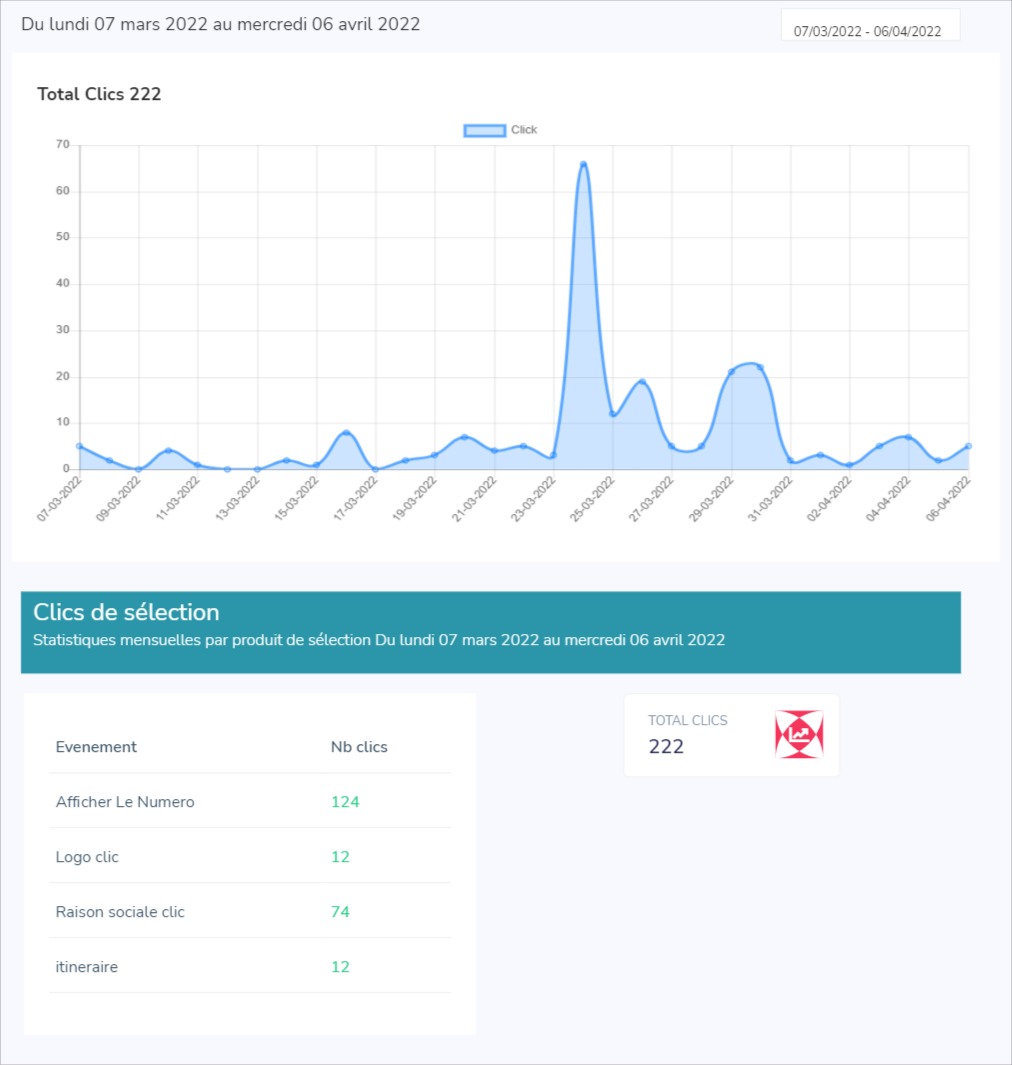 Du lundi 07 mars 2022 au mercredi 06 avril 2022
07/03/2022 - 06/04/2022
Total Clics 222
Click
70
60
50
40
30
20
10
0
07-03-2022
09-03-2022
11-03-2022
13-03-2022
15-03-2022
17-03-2022
19-03-2022
21-03-2022
23-03-2022
25-03-2022
27-03-2022
29-03-2022
31-03-2022
02-04-2022
04-04-2022
06-04-2022
Clics de sélection
Statistiques mensuelles par produit de sélection Du lundi 07 mars 2022 au mercredi 06 avril 2022
Evenement Nb clics
Afficher Le Numero 124
Logo clic 12
Raison sociale clic 74
itineraire 12
TOTAL CLICS
222